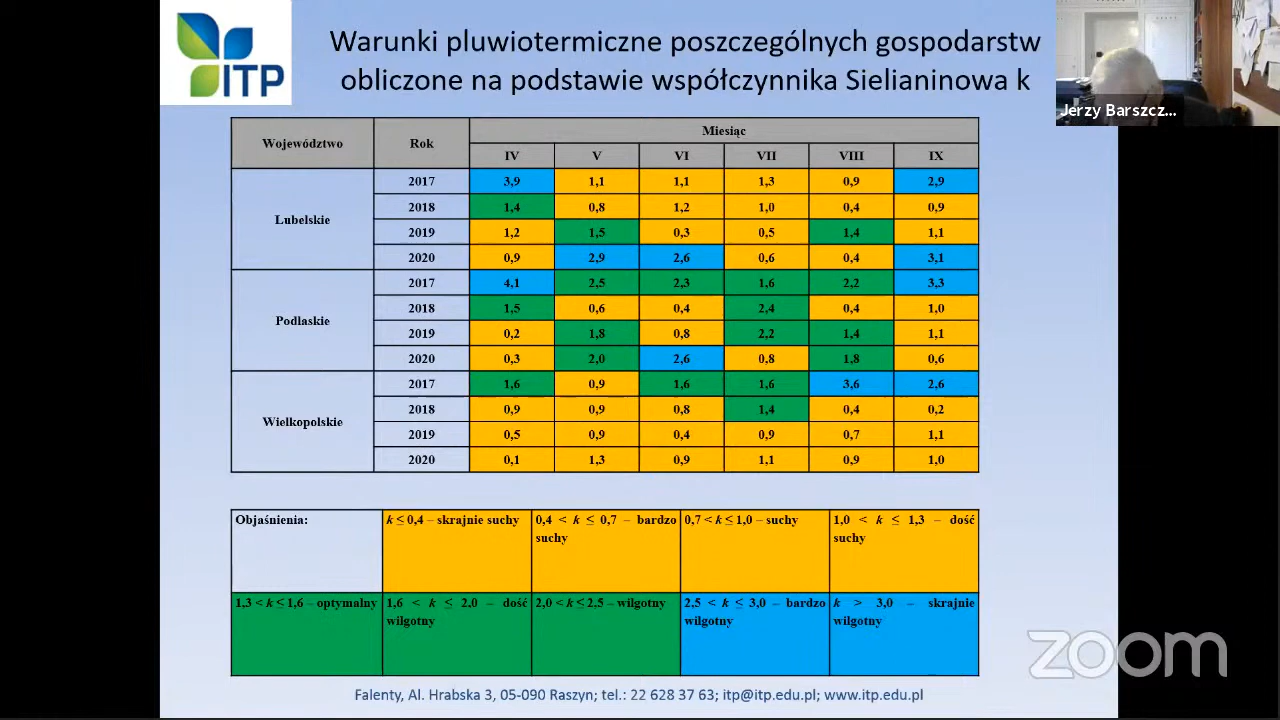 ITP
Warunki pluwiotermiczne poszczególnych gospodarstw
obliczone na podstawie współczynnika Sielianinowa k
Jerzy Barszcz...
Województwo Rok Miesiąc
IV V VI VII VIII IX
Lubelskie
2017 3,9 1,1 1,1 1,3 0,9 2,9
2018 1,4 0,8 1,2 1,0 0,4 0,9
2019 1,2 1,5 0,3 0,5 1,4 1,1
2020 0,9 2,9 2,6 0,6 0,4 3,1
Podlaskie
2017 4,1 2,5 2,3 1,6 2,2 3,3
2018 1,5 0,6 0,4 2,4 0,4 1,0
2019 0,2 1,8 0,8 2,2 1,4 1,1
2020 0,3 2,0 2,6 0,8 1,8 0,6
Wielkopolskie
2017 1,6 0,9 1,6 1,6 3,6 2,6
2018 0,9 0,9 0,8 1,4 0,4 0,2
2019 0,5 0,9 0,4 0,9 0,7 1,1
2020 0,1 1,3 0,9 1,1 0,9 1,0
Objaśnienia:
k ≤ 0,4 – skrajnie suchy
0,4 < k ≤ 0,7 – bardzo
suchy
0,7 < k ≤ 1,0 – suchy
1,0 < k ≤ 1,3 – dość
suchy
1,3 < k ≤ 1,6 – optymalny
1,6 < k ≤ 2,0 – dość
wilgotny
2,0 < k ≤ 2,5 – wilgotny
2,5 < k ≤ 3,0 – bardzo
wilgotny
k > 3,0 – skrajnie
wilgotny
zoom
Falenty, Al. Hrabska 3, 05-090 Raszyn; tel.: 22 628 37 63; itp@itp.edu.pl; www.itp.edu.pl